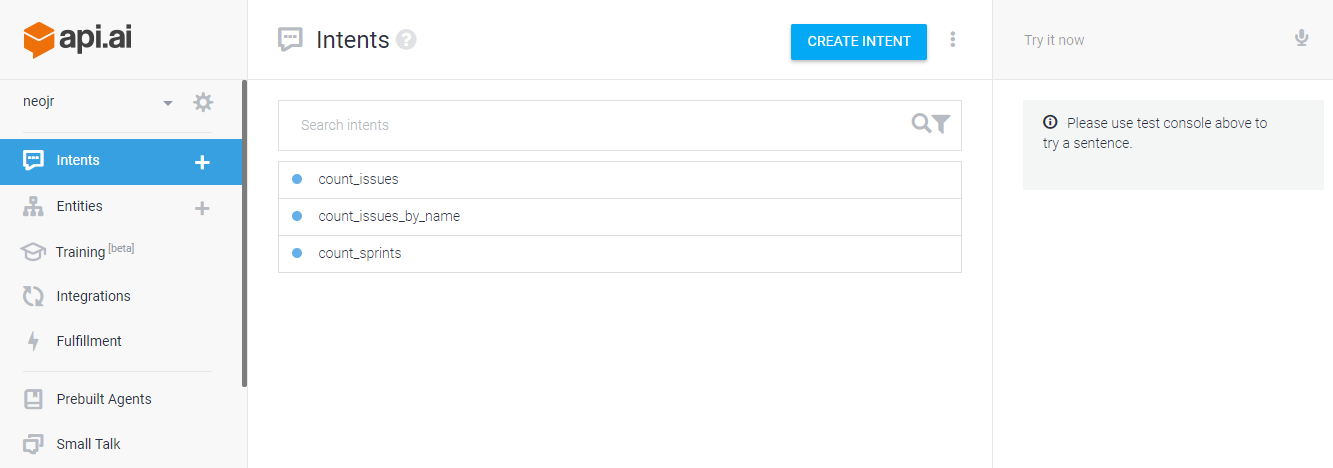 api.ai
neojr
Intents
Entities
Training [beta]
Integrations
Fulfillment
Prebuilt Agents
Small Talk
Intents ?
CREATE INTENT
Search intents
count_issues
count_issues_by_name
count_sprints
Try it now
Please use test console above to
try a sentence.